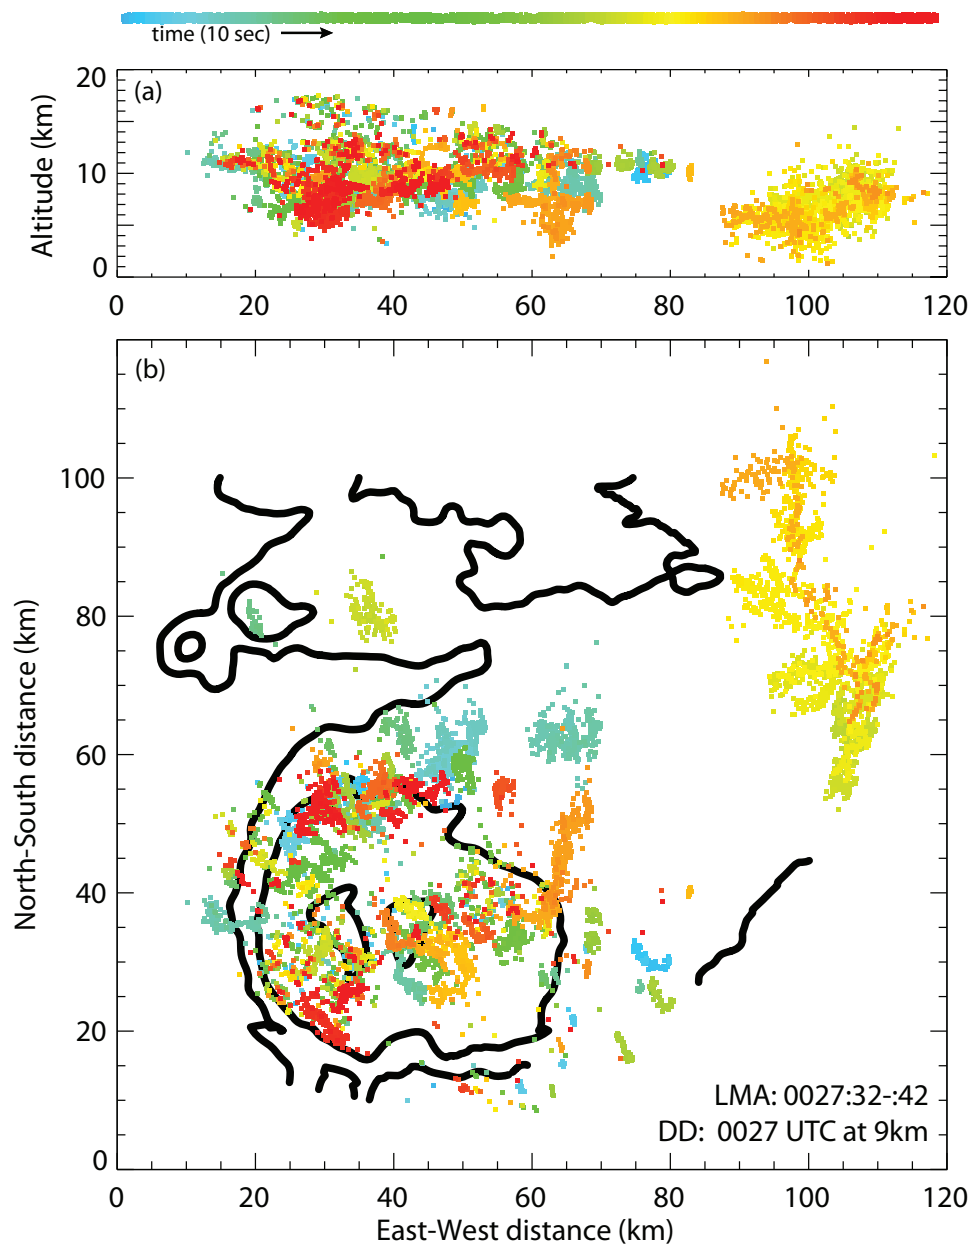 time (10 sec)
(a)
Altitude (km)
20
10
0
0 20 40 60 80 100 120
(b)
North-South distance (km)
100
80
60
40
20
0
LMA: 0027:32-:42
DD: 0027 UTC at 9km
0 20 40 60 80 100 120
East-West distance (km)